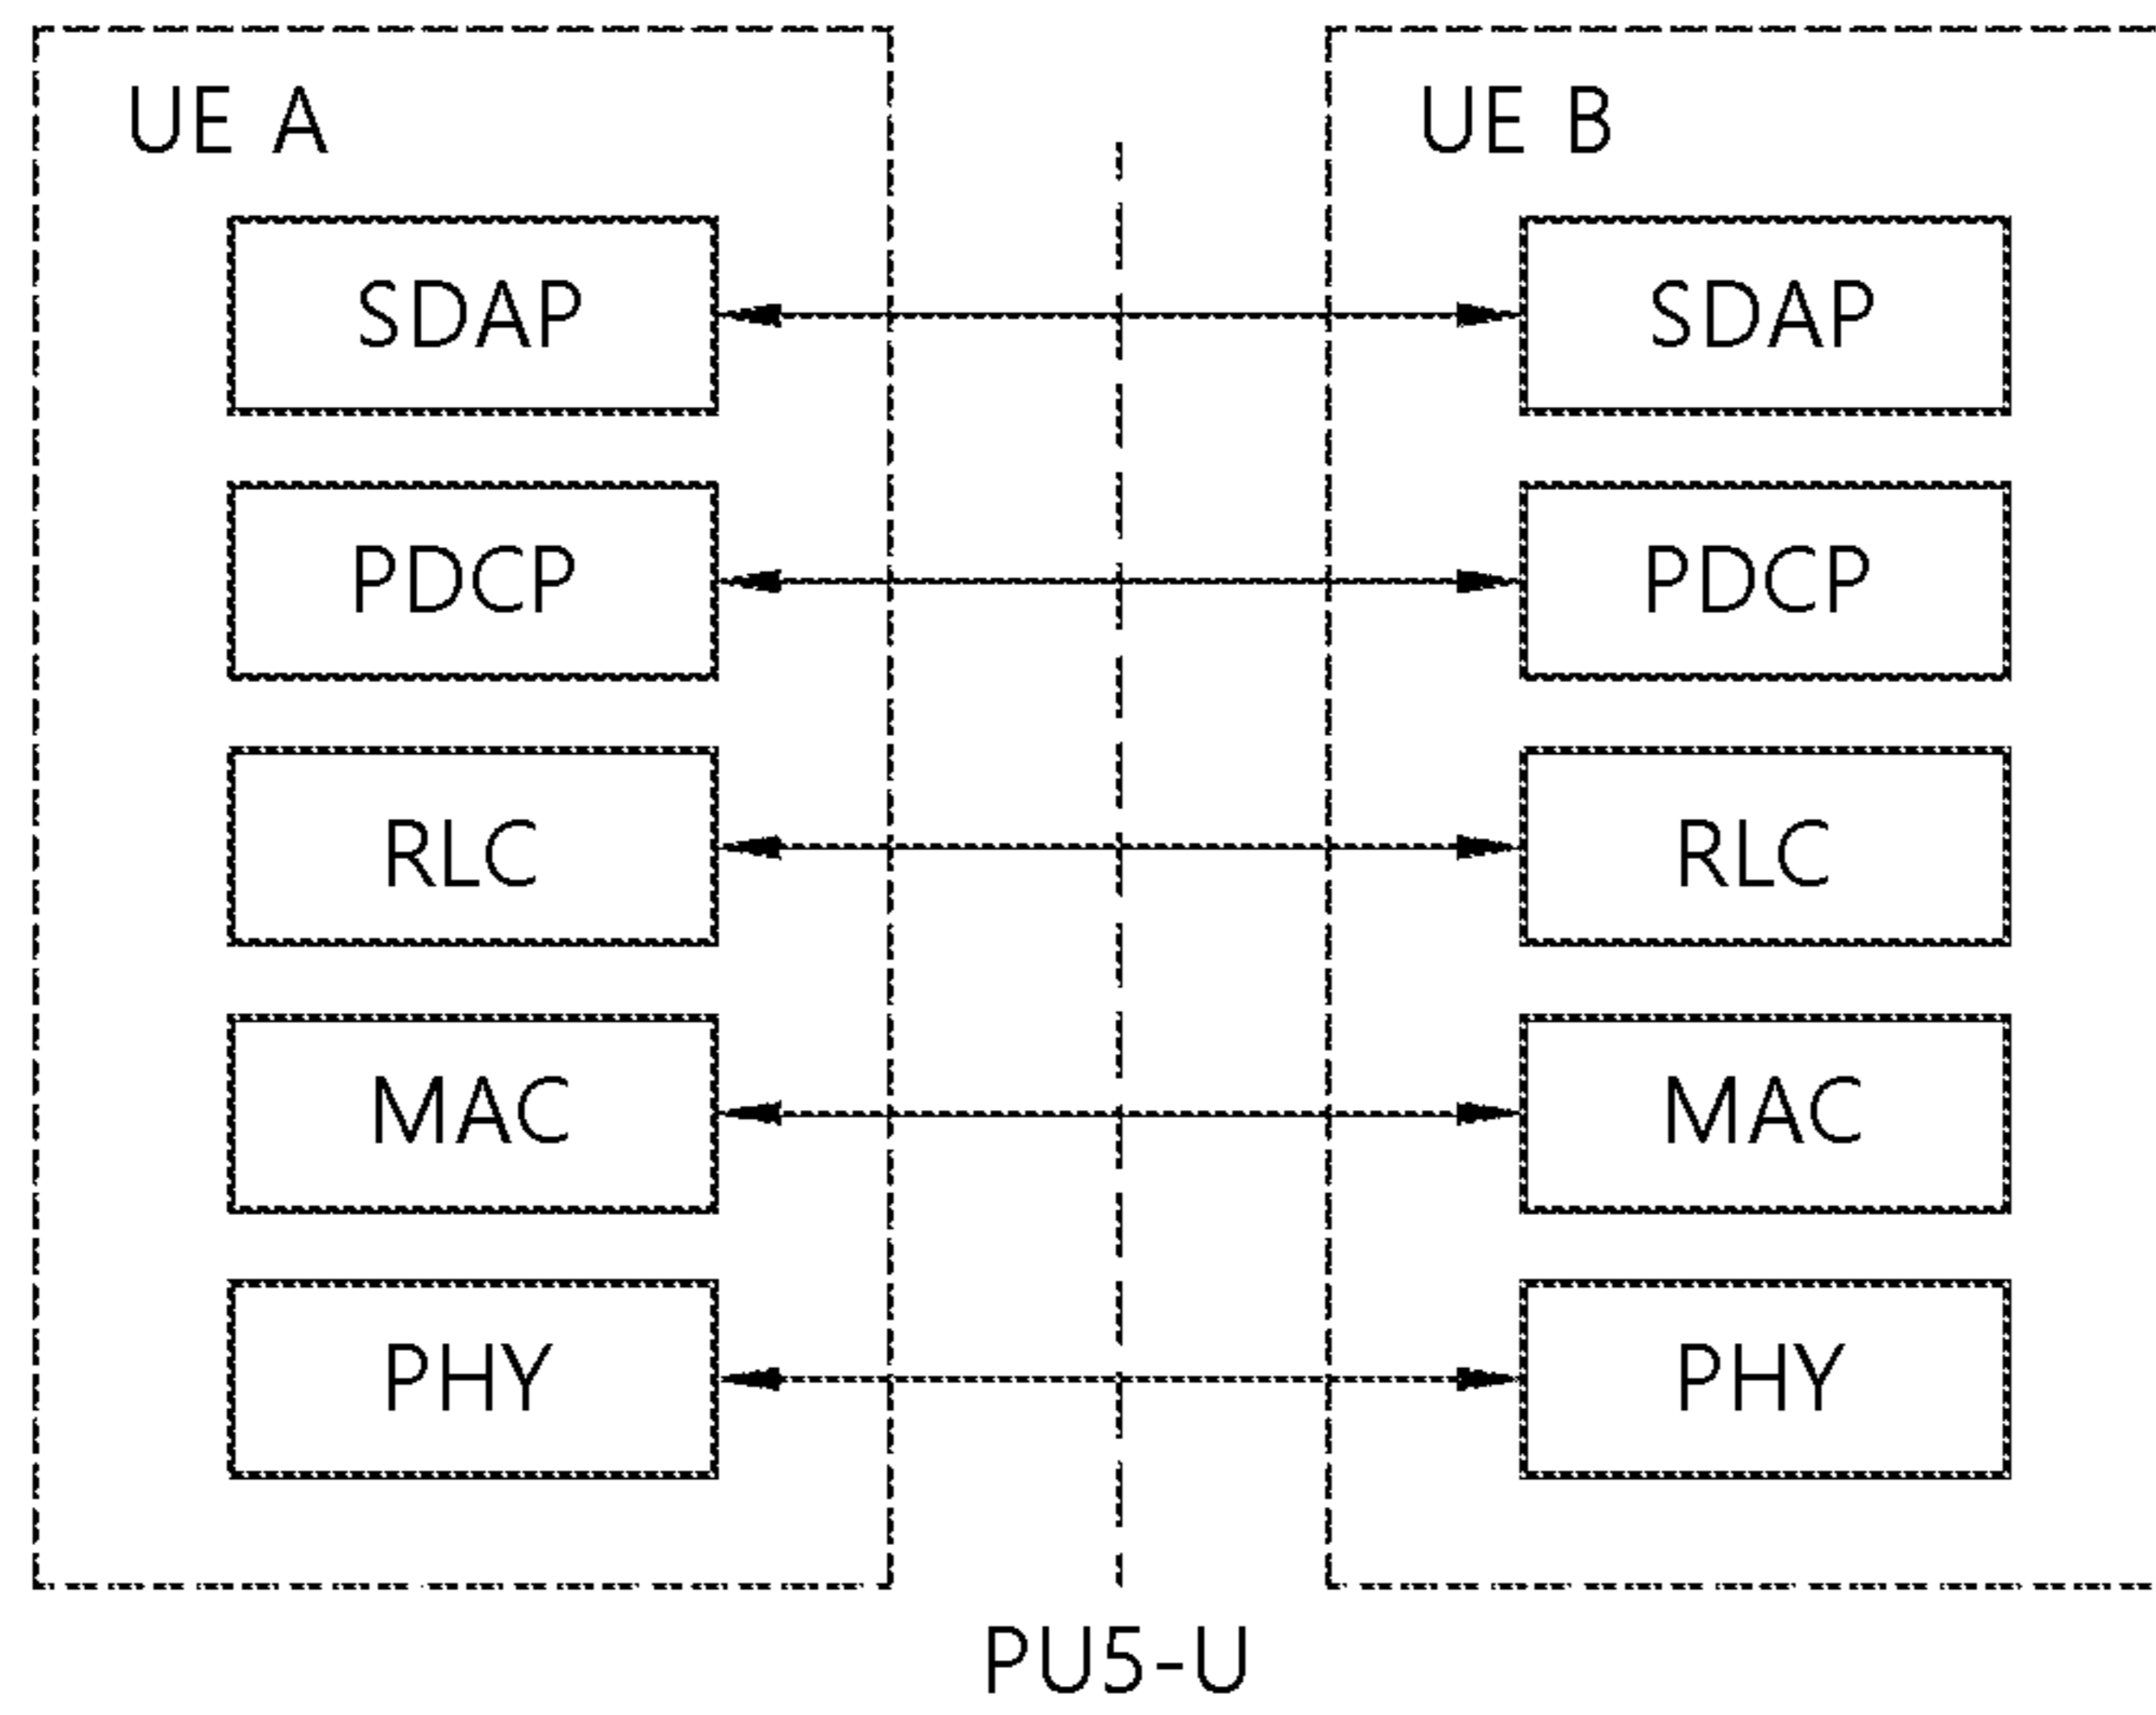 UE A
UE B
SDAP
SDAP
PDCP
PDCP
RLC
RLC
MAC
MAC
PHY
PHY
PU5-U